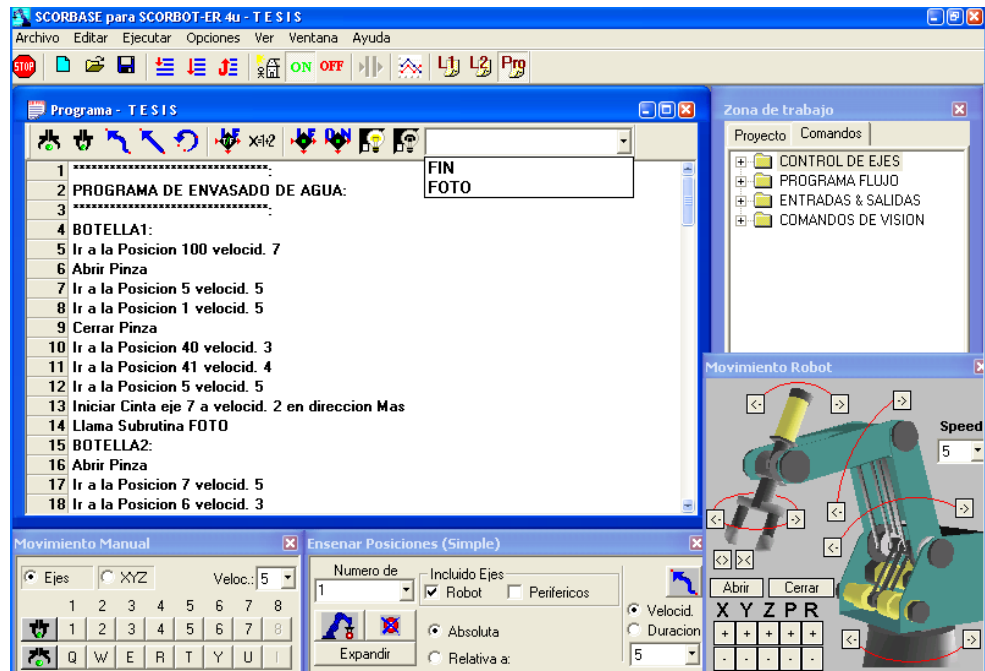 SCORBASE para SCORBOT-ER 4u - T E S I S
Archivo Editar Ejecutar Opciones Ver Ventana Ayuda
STOP ON OFF L1 L2 Prg
Programa - T E S I S
X=1+2
FIN
FOTO
1 ********************************:
2 PROGRAMA DE ENVASADO DE AGUA:
3 ********************************:
4 BOTELLA1:
5 Ir a la Posicion 100 velocid. 7
6 Abrir Pinza
7 Ir a la Posicion 5 velocid. 5
8 Ir a la Posicion 1 velocid. 5
9 Cerrar Pinza
10 Ir a la Posicion 40 velocid. 3
11 Ir a la Posicion 41 velocid. 4
12 Ir a la Posicion 5 velocid. 5
13 Iniciar Cinta eje 7 a velocid. 2 en direccion Mas
14 Llama Subrutina FOTO
15 BOTELLA2:
16 Abrir Pinza
17 Ir a la Posicion 7 velocid. 5
18 Ir a la Posicion 6 velocid. 3
Zona de trabajo
Proyecto Comandos
CONTROL DE EJES
PROGRAMA FLUJO
ENTRADAS & SALIDAS
COMANDOS DE VISION
Movimiento Robot
Speed
5
Abrir Cerrar
X Y Z P R
+ + + + +
- - - - -
Movimiento Manual
Ejes XYZ Veloc.: 5
1 2 3 4 5 6 7 8
1 2 3 4 5 6 7 8
Q W E R T Y U I
Ensenar Posiciones (Simple)
Numero de
1
Incluido Ejes
Robot Perifericos
Expandir
Absoluta
Relativa a:
Velocid.
Duracion
5